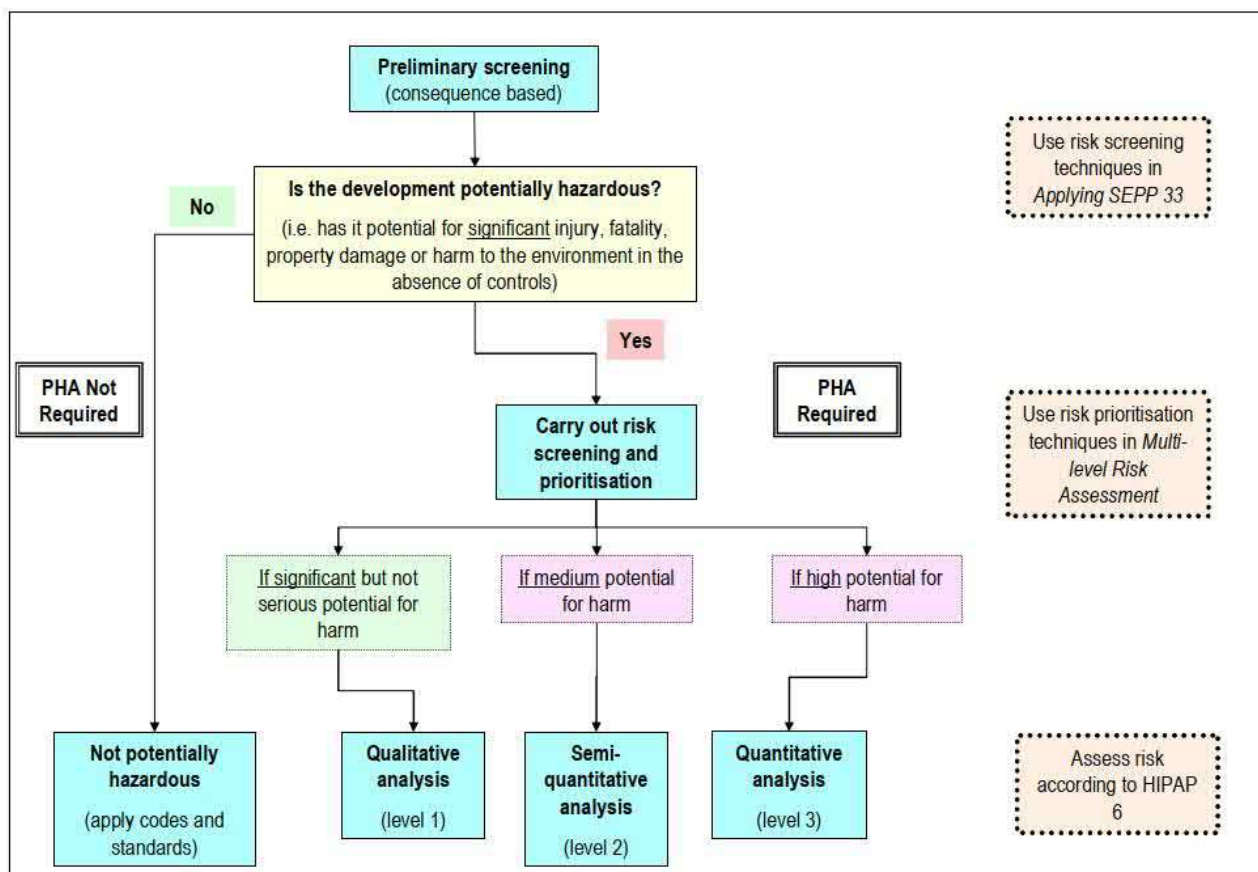 Preliminary screening
(consequence based)
Use risk screening
techniques in
Applying SEPP 33
Is the development potentially hazardous?
(i.e. has it potential for significant injury, fatality,
property damage or harm to the environment in the
absence of controls)
No
Yes
PHA Not
Required
PHA
Required
Carry out risk
screening and
prioritisation
Use risk prioritisation
techniques in Multi-
level Risk
Assessment
If significant but not
serious potential for
harm
If medium potential
for harm
If high potential for
harm
Not potentially
hazardous
(apply codes and
standards)
Qualitative
analysis
(level 1)
Semi-
quantitative
analysis
(level 2)
Quantitative
analysis
(level 3)
Assess risk
according to HIPAP
6